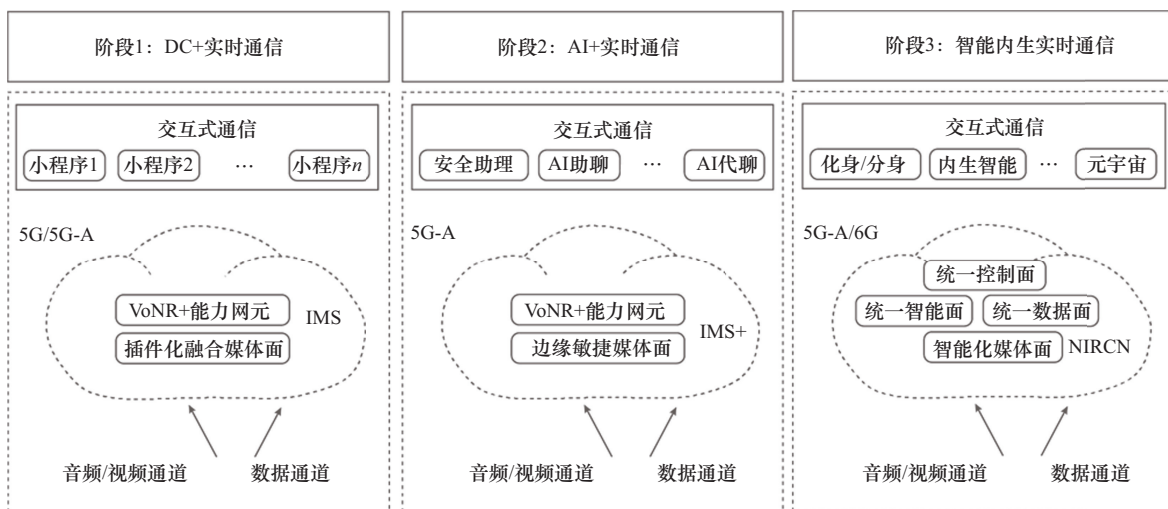 阶段1：DC+实时通信
交互式通信
小程序1 小程序2 … 小程序n
5G/5G-A
VoNR+能力网元
IMS
插件化融合媒体面
音频/视频通道 数据通道
阶段2：AI+实时通信
交互式通信
安全助理 AI助聊 … AI代聊
5G-A
VoNR+能力网元
IMS+
边缘敏捷媒体面
音频/视频通道 数据通道
阶段3：智能内生实时通信
交互式通信
化身/分身 内生智能 … 元宇宙
5G-A/6G
统一控制面
统一智能面 统一数据面
智能化媒体面 NIRCN
音频/视频通道 数据通道